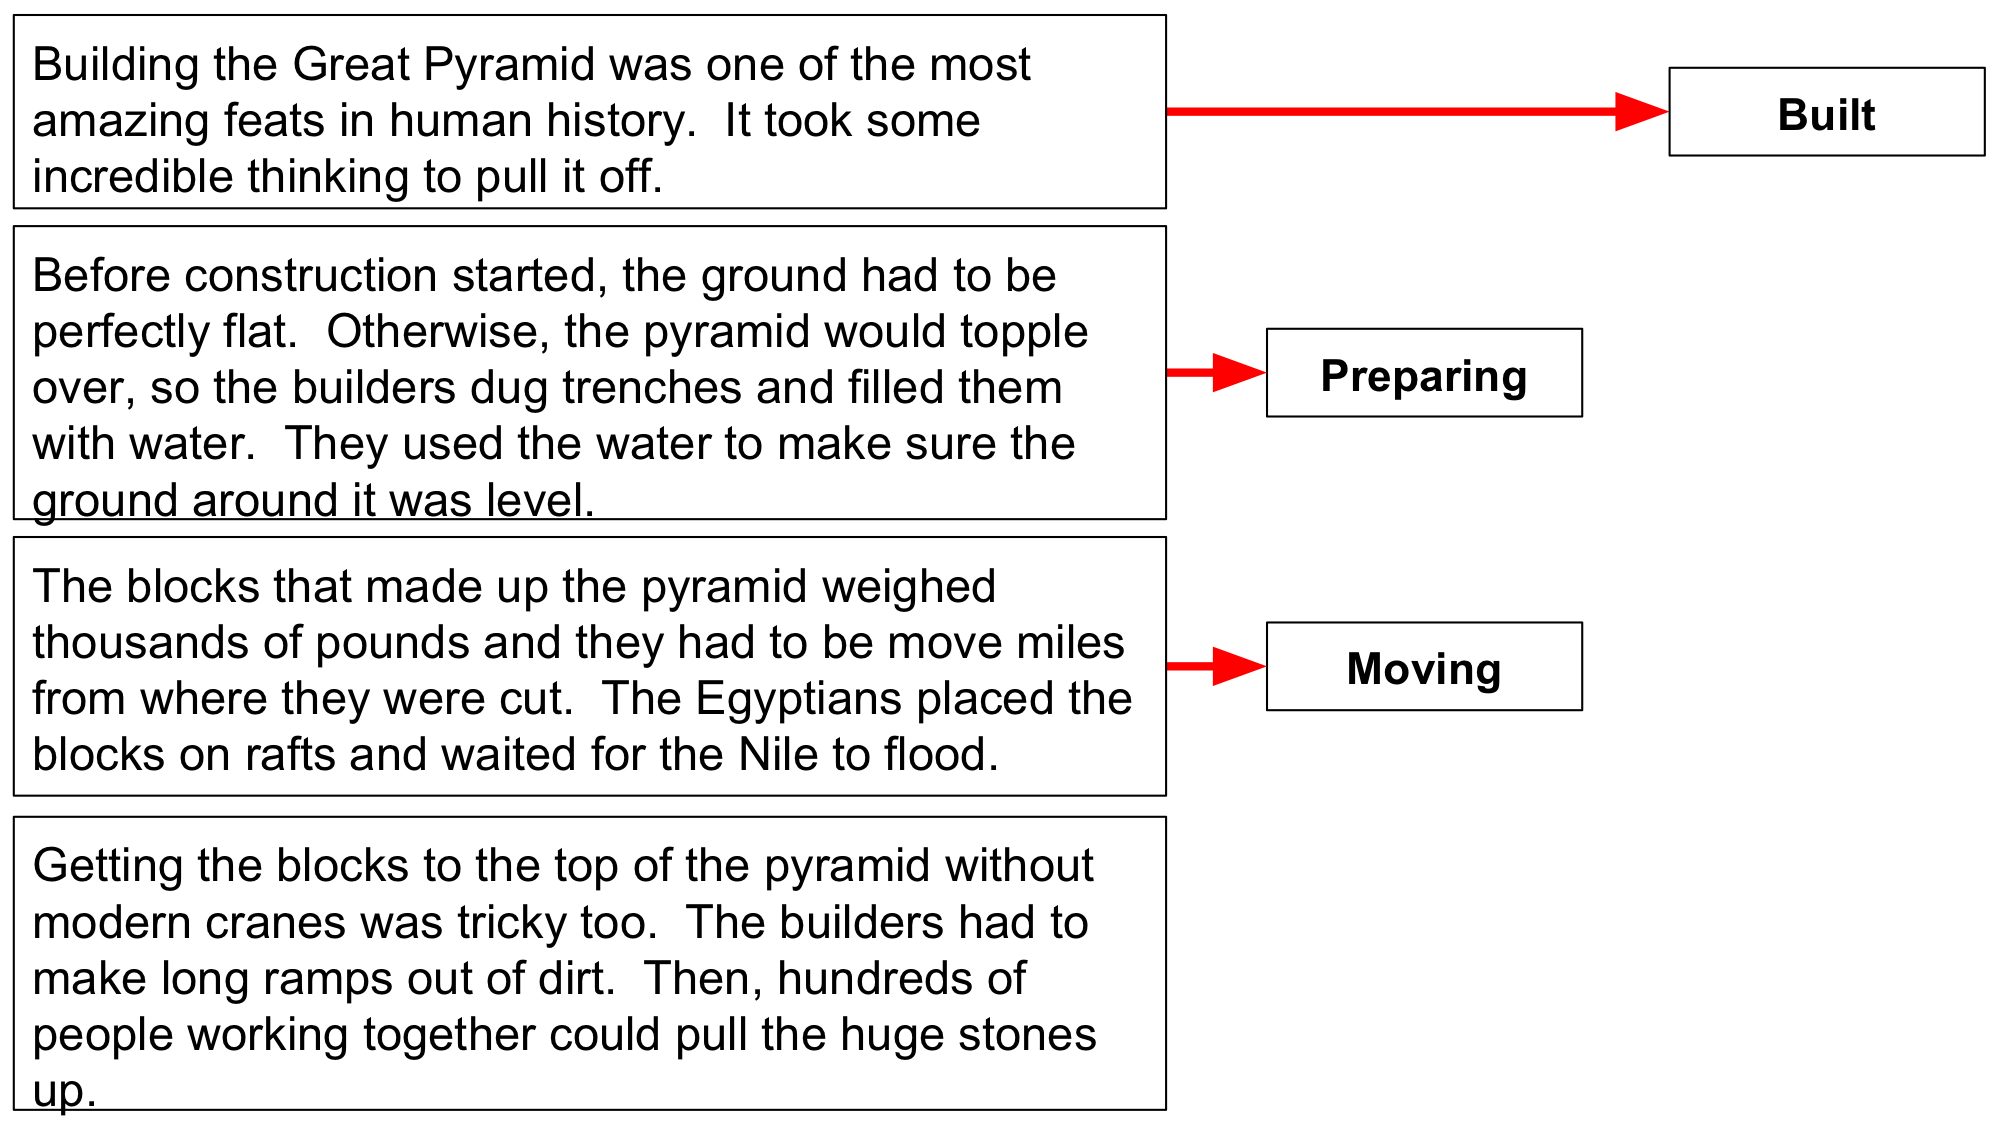 Building the Great Pyramid was one of the most
amazing feats in human history.  It took some
incredible thinking to pull it off.
Built
Before construction started, the ground had to be
perfectly flat.  Otherwise, the pyramid would topple
over, so the builders dug trenches and filled them
with water.  They used the water to make sure the
ground around it was level.
Preparing
The blocks that made up the pyramid weighed
thousands of pounds and they had to be move miles
from where they were cut.  The Egyptians placed the
blocks on rafts and waited for the Nile to flood.
Moving
Getting the blocks to the top of the pyramid without
modern cranes was tricky too.  The builders had to
make long ramps out of dirt.  Then, hundreds of
people working together could pull the huge stones
up.